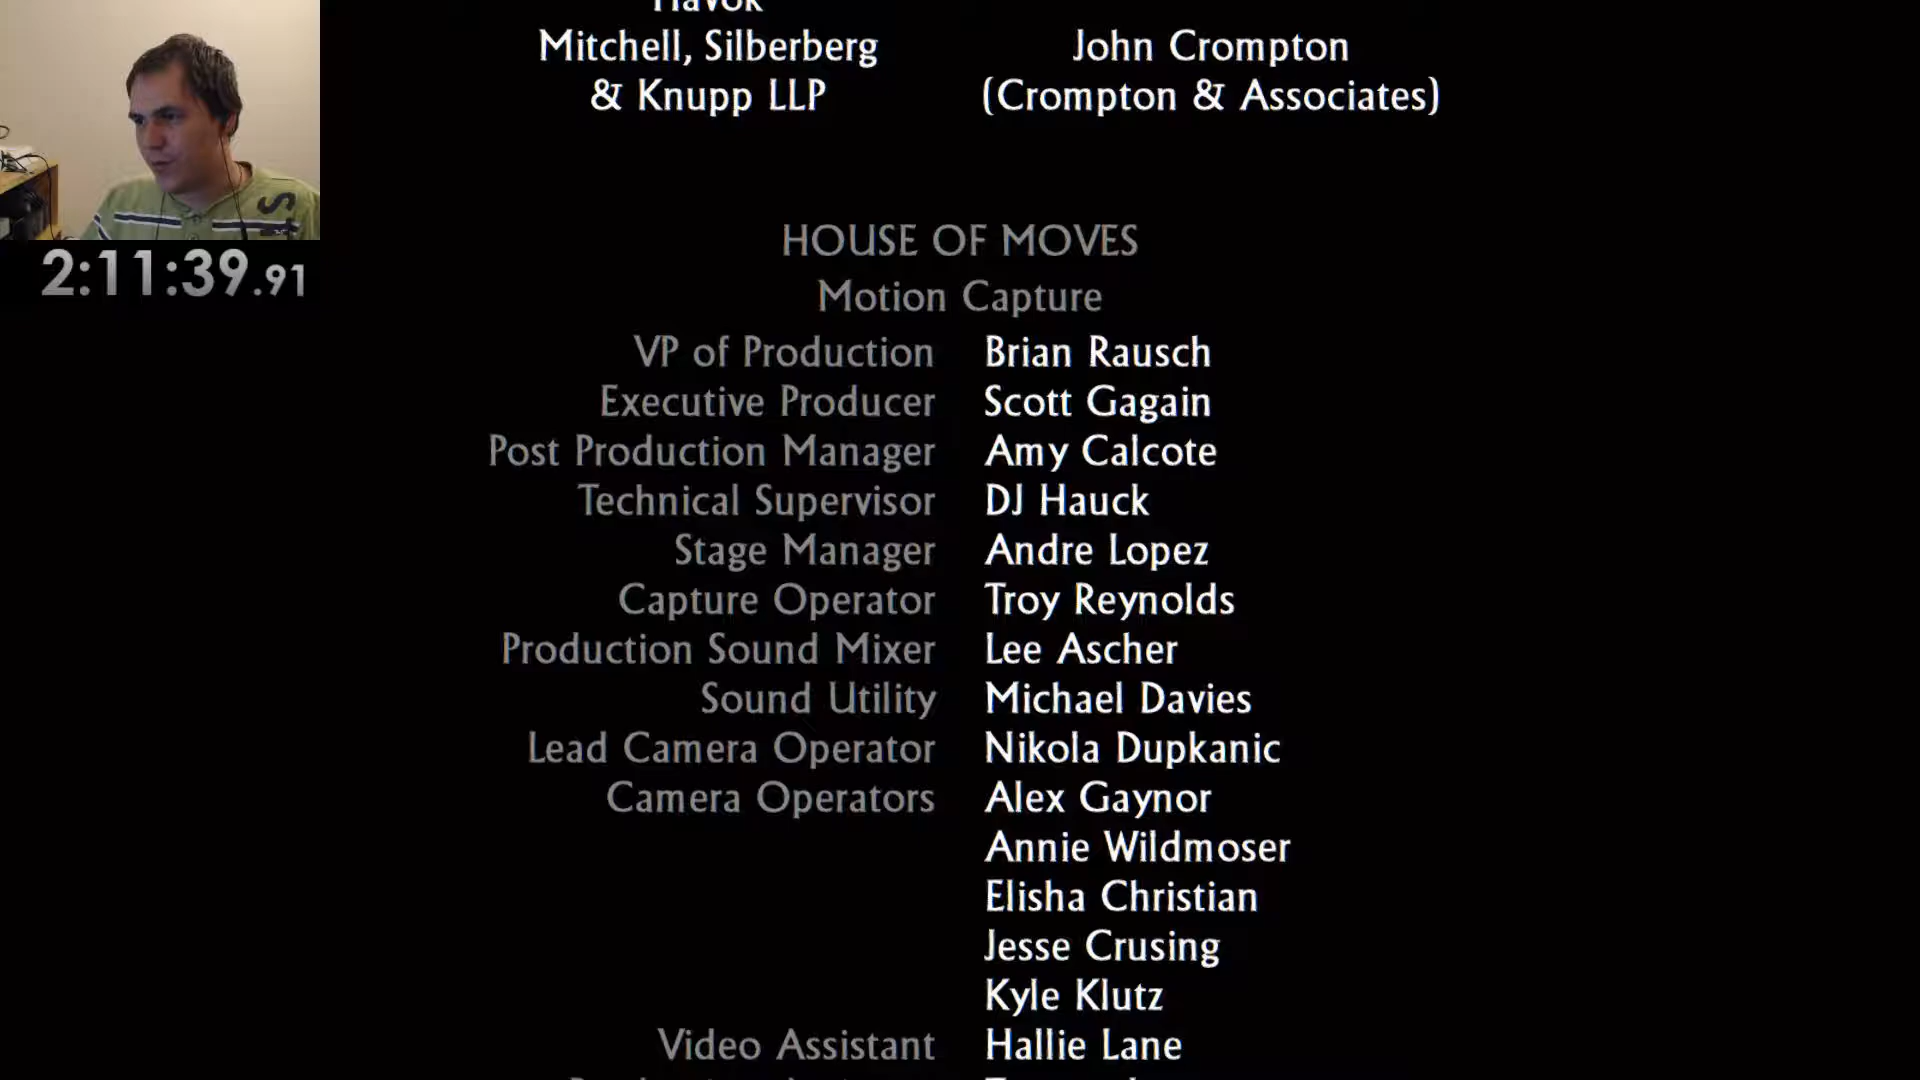 Havok
Mitchell, Silberberg
& Knupp LLP
John Crompton
(Crompton & Associates)
2:11:39.91
HOUSE OF MOVES
Motion Capture
VP of Production Brian Rausch
Executive Producer Scott Gagain
Post Production Manager Amy Calcote
Technical Supervisor DJ Hauck
Stage Manager Andre Lopez
Capture Operator Troy Reynolds
Production Sound Mixer Lee Ascher
Sound Utility Michael Davies
Lead Camera Operator Nikola Dupkanic
Camera Operators Alex Gaynor
Annie Wildmoser
Elisha Christian
Jesse Crusing
Kyle Klutz
Video Assistant Hallie Lane